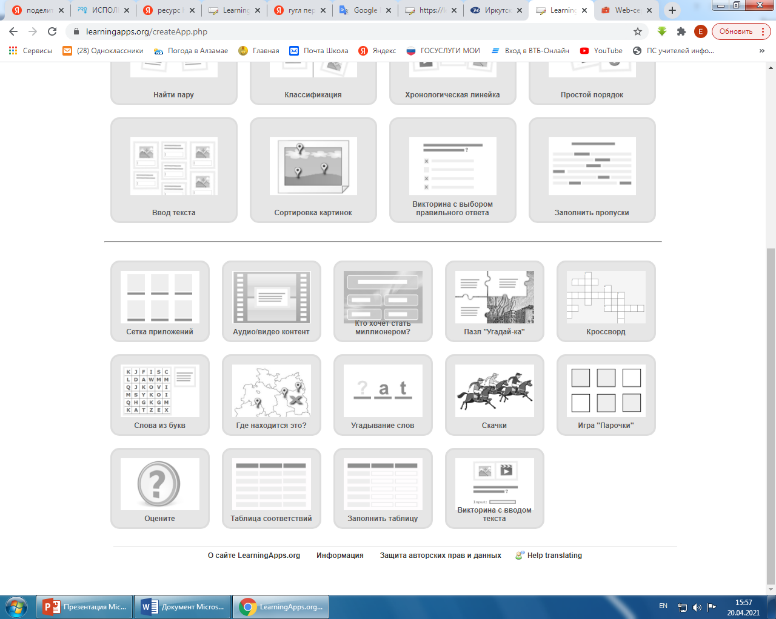 подели
ИСПОЛ
ресурс
Learning
гугл пер
Google
https://
Иркутск
Learning
Web-се
learningapps.org/createApp.php
Обновить
Сервисы
(28) Одноклассники
Погода в Алзамае
Главная
Почта Школа
Яндекс
ГОСУСЛУГИ МОИ
Вход в ВТБ-Онлайн
YouTube
ПС учителей инфо...
»
Найти пару
Классификация
Хронологическая линейка
Простой порядок
Ввод текста
Сортировка картинок
Викторина с выбором
правильного ответа
Заполнить пропуски
Сетка приложений
Аудио/видео контент
Кто хочет стать
миллионером?
Пазл "Угадай-ка"
Кроссворд
K J F I S C
L D A W M M
Q J K O V I
M S Y K D I
Q H G K G M
K A T Z E X
Слова из букв
Где находится это?
? a t
Угадывание слов
Скачки
Игра "Парочки"
?
Оцените
Таблица соответствий
Заполнить таблицу
?
Викторина с вводом
текста
О сайте LearningApps.org
Информация
Защита авторских прав и данных
Help translating
Презентация Mic...
Документ Micros...
LearningApps.org...
EN
15:57
20.04.2021